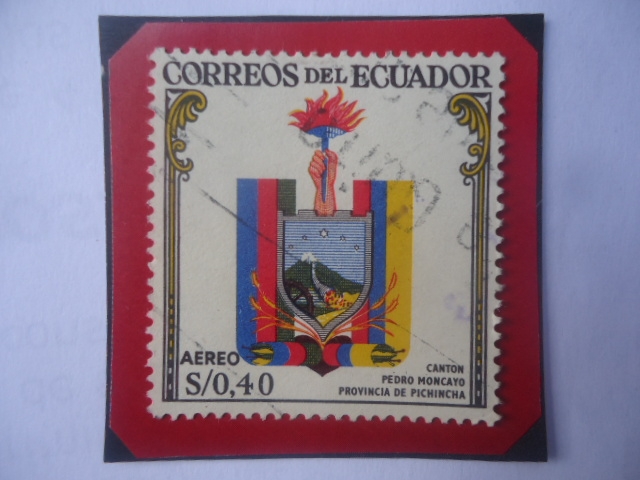 CORREOS DEL ECUADOR
AEREO
S/0,40
CANTON
PEDRO MONCAYO
PROVINCIA DE PICHINCHA